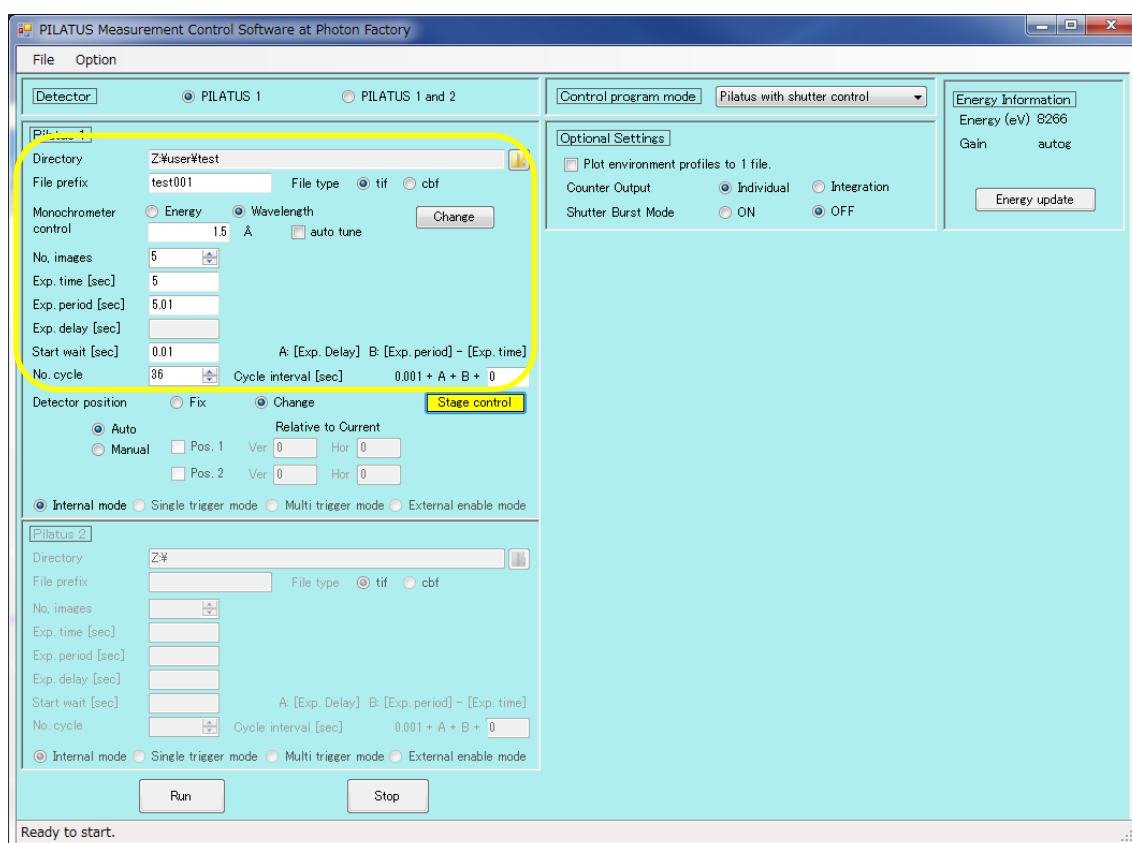 PILATUS Measurement Control Software at Photon Factory
File Option
Detector PILATUS 1 PILATUS 1 and 2
Control program mode Pilatus with shutter control
Energy Information
Energy (eV) 8266
Gain autog
Energy update
Optional Settings
Plot environment profiles to 1 file.
Counter Output Individual Integration
Shutter Burst Mode ON OFF
Pilatus 1
Directory Z:¥user¥test
File prefix test001 File type tif cbf
Monochrometer control Energy Wavelength Change
1.5 Å auto tune
No, images 5
Exp. time [sec] 5
Exp. period [sec] 5.01
Exp. delay [sec]
Start wait [sec] 0.01 A: [Exp. Delay] B: [Exp. period] - [Exp. time]
No. cycle 36 Cycle interval [sec] 0.001 + A + B + 0
Detector position Fix Change Stage control
Auto Relative to Current
Manual Pos. 1 Ver 0 Hor 0
Pos. 2 Ver 0 Hor 0
Internal mode Single trigger mode Multi trigger mode External enable mode
Pilatus 2
Directory Z:¥
File prefix File type tif cbf
No, images
Exp. time [sec]
Exp. period [sec]
Exp. delay [sec]
Start wait [sec] A: [Exp. Delay] B: [Exp. period] - [Exp. time]
No. cycle Cycle interval [sec] 0.001 + A + B + 0
Internal mode Single trigger mode Multi trigger mode External enable mode
Run Stop
Ready to start.